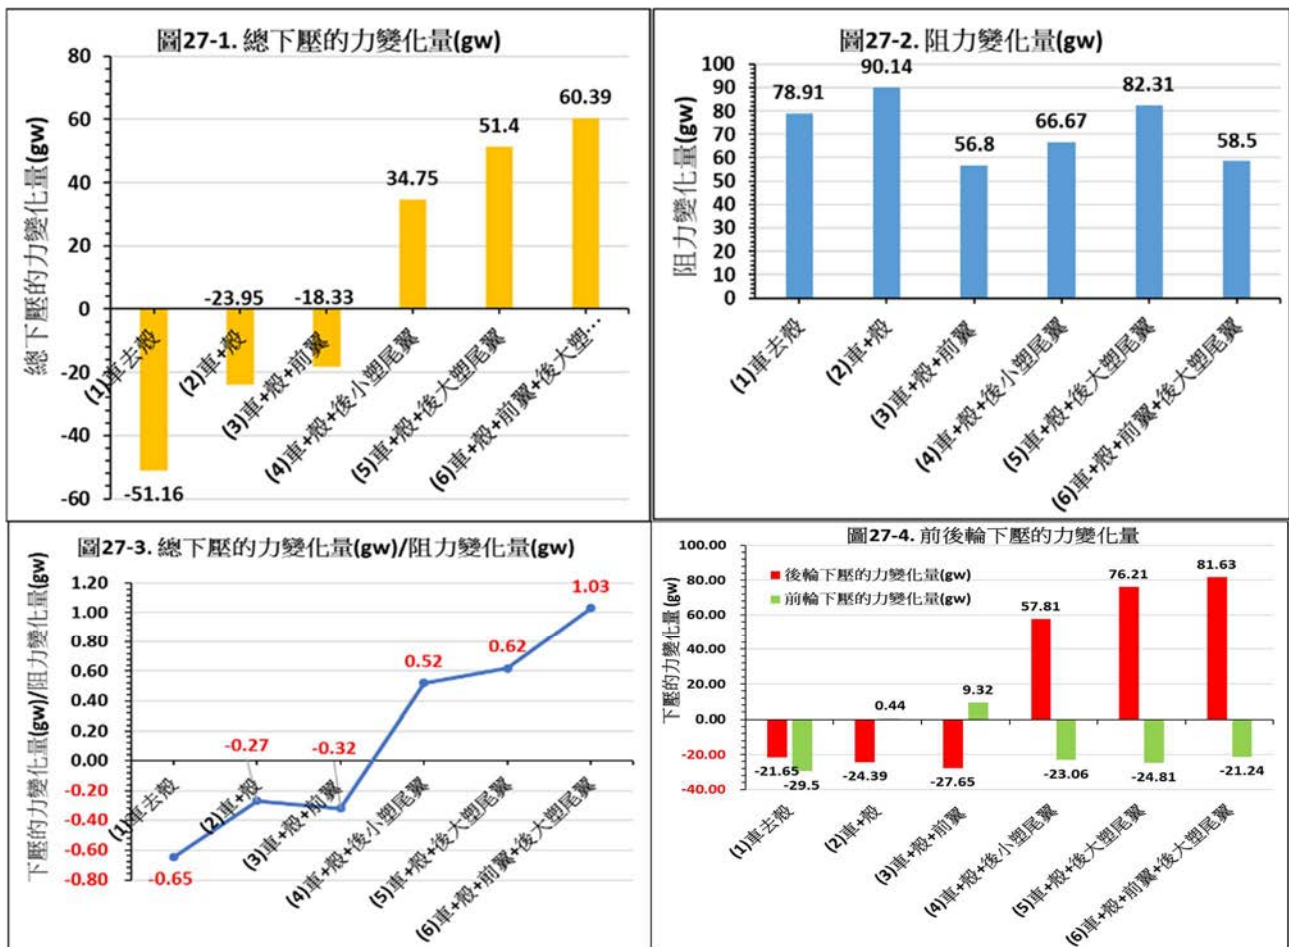 圖27-1. 總下壓的力變化量(gw)
總下壓的力變化量(gw)
80
60
40
20
0
-20
-40
-60
-51.16
-23.95
-18.33
34.75
51.4
60.39
(1)車去殼
(2)車+殼
(3)車+殼+前翼
(4)車+殼+後小塑尾翼
(5)車+殼+後大塑尾翼
(6)車+殼+前翼+後大塑...
圖27-2. 阻力變化量(gw)
阻力變化量(gw)
100
90
80
70
60
50
40
30
20
10
0
78.91
90.14
56.8
66.67
82.31
58.5
(1)車去殼
(2)車+殼
(3)車+殼+前翼
(4)車+殼+後小塑尾翼
(5)車+殼+後大塑尾翼
(6)車+殼+前翼+後大塑尾翼
圖27-3. 總下壓的力變化量(gw)/阻力變化量(gw)
下壓的力變化量(gw)/阻力變化量(gw)
1.20
1.00
0.80
0.60
0.40
0.20
0.00
-0.20
-0.40
-0.60
-0.80
-0.65
-0.27
-0.32
0.52
0.62
1.03
(1)車去殼
(2)車+殼
(3)車+殼+前翼
(4)車+殼+後小塑尾翼
(5)車+殼+後大塑尾翼
(6)車+殼+前翼+後大塑尾翼
圖27-4. 前後輪下壓的力變化量
下壓的力變化量(gw)
100.00
80.00
60.00
40.00
20.00
0.00
-20.00
-40.00
後輪下壓的力變化量(gw)
前輪下壓的力變化量(gw)
-21.65
-29.5
-24.39
0.44
-27.65
9.32
57.81
-23.06
76.21
-24.81
81.63
-21.24
(1)車去殼
(2)車+殼
(3)車+殼+前翼
(4)車+殼+後小塑尾翼
(5)車+殼+後大塑尾翼
(6)車+殼+前翼+後大塑尾翼